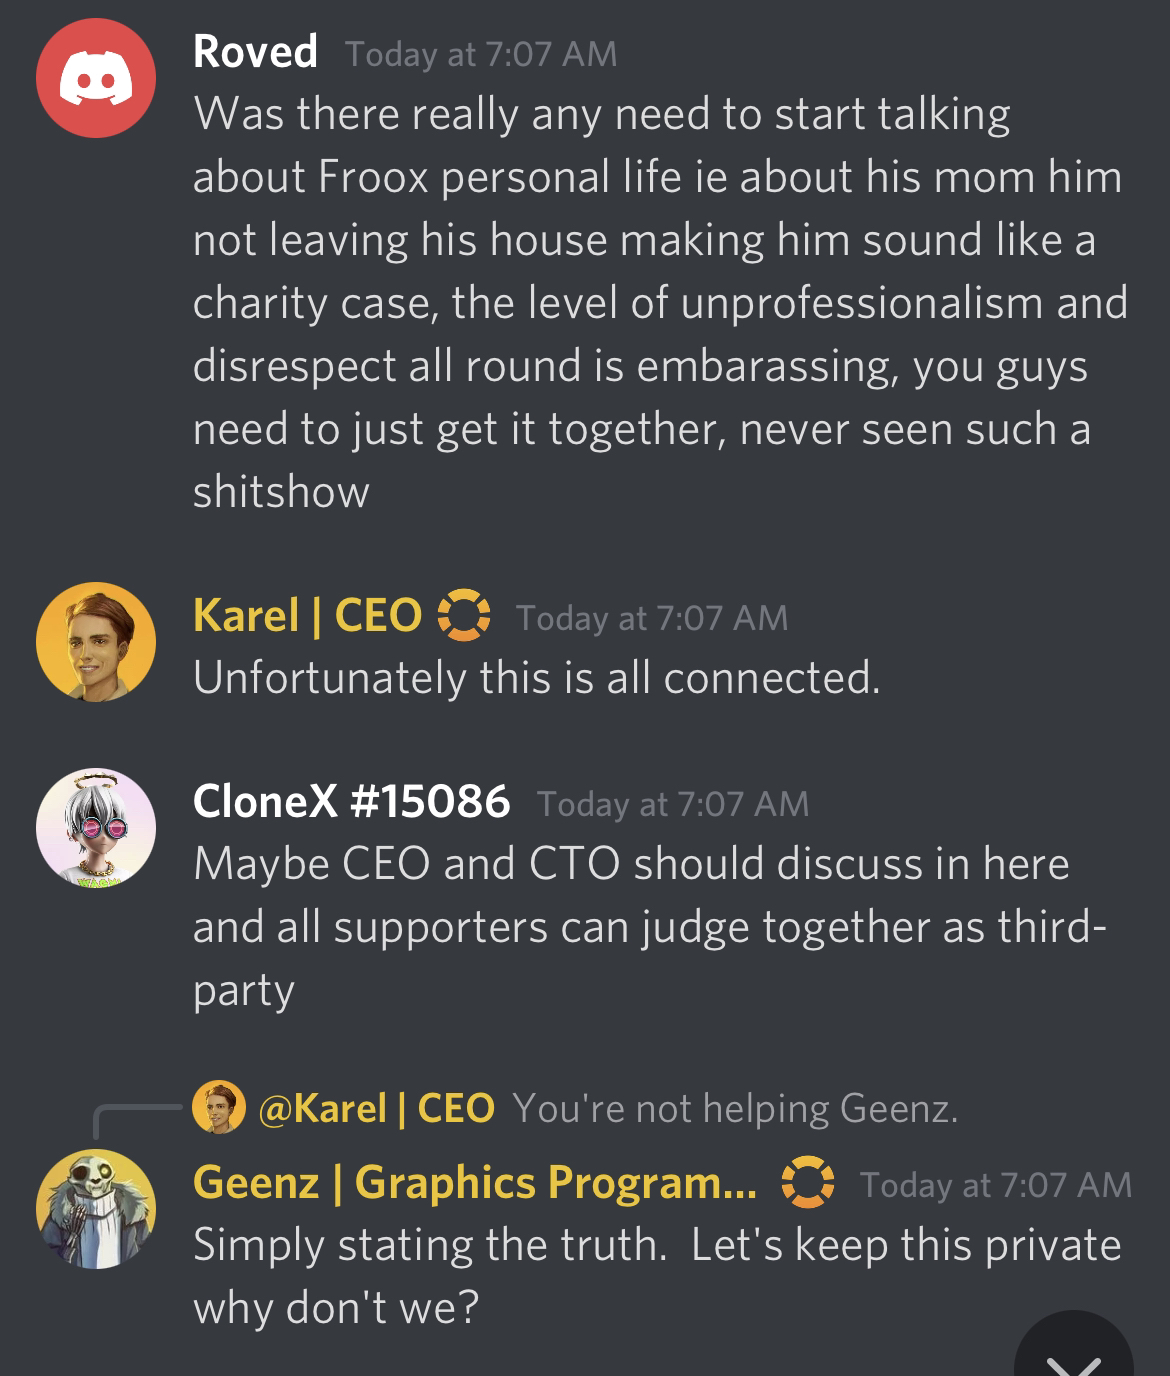 Roved Today at 7:07 AM
Was there really any need to start talking
about Froox personal life ie about his mom him
not leaving his house making him sound like a
charity case, the level of unprofessionalism and
disrespect all round is embarassing, you guys
need to just get it together, never seen such a
shitshow
Karel | CEO Today at 7:07 AM
Unfortunately this is all connected.
CloneX #15086 Today at 7:07 AM
Maybe CEO and CTO should discuss in here
and all supporters can judge together as third-
party
@Karel | CEO You're not helping Geenz.
Geenz | Graphics Program... Today at 7:07 AM
Simply stating the truth.  Let's keep this private
why don't we?